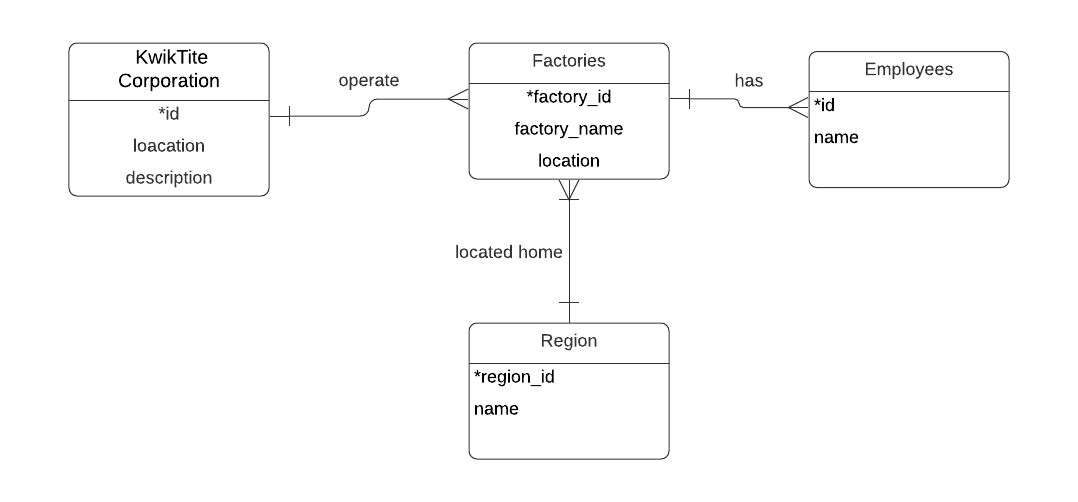 KwikTite
Corporation
*id
loacation
description
operate
Factories
*factory_id
factory_name
location
has
Employees
*id
name
located home
Region
*region_id
name